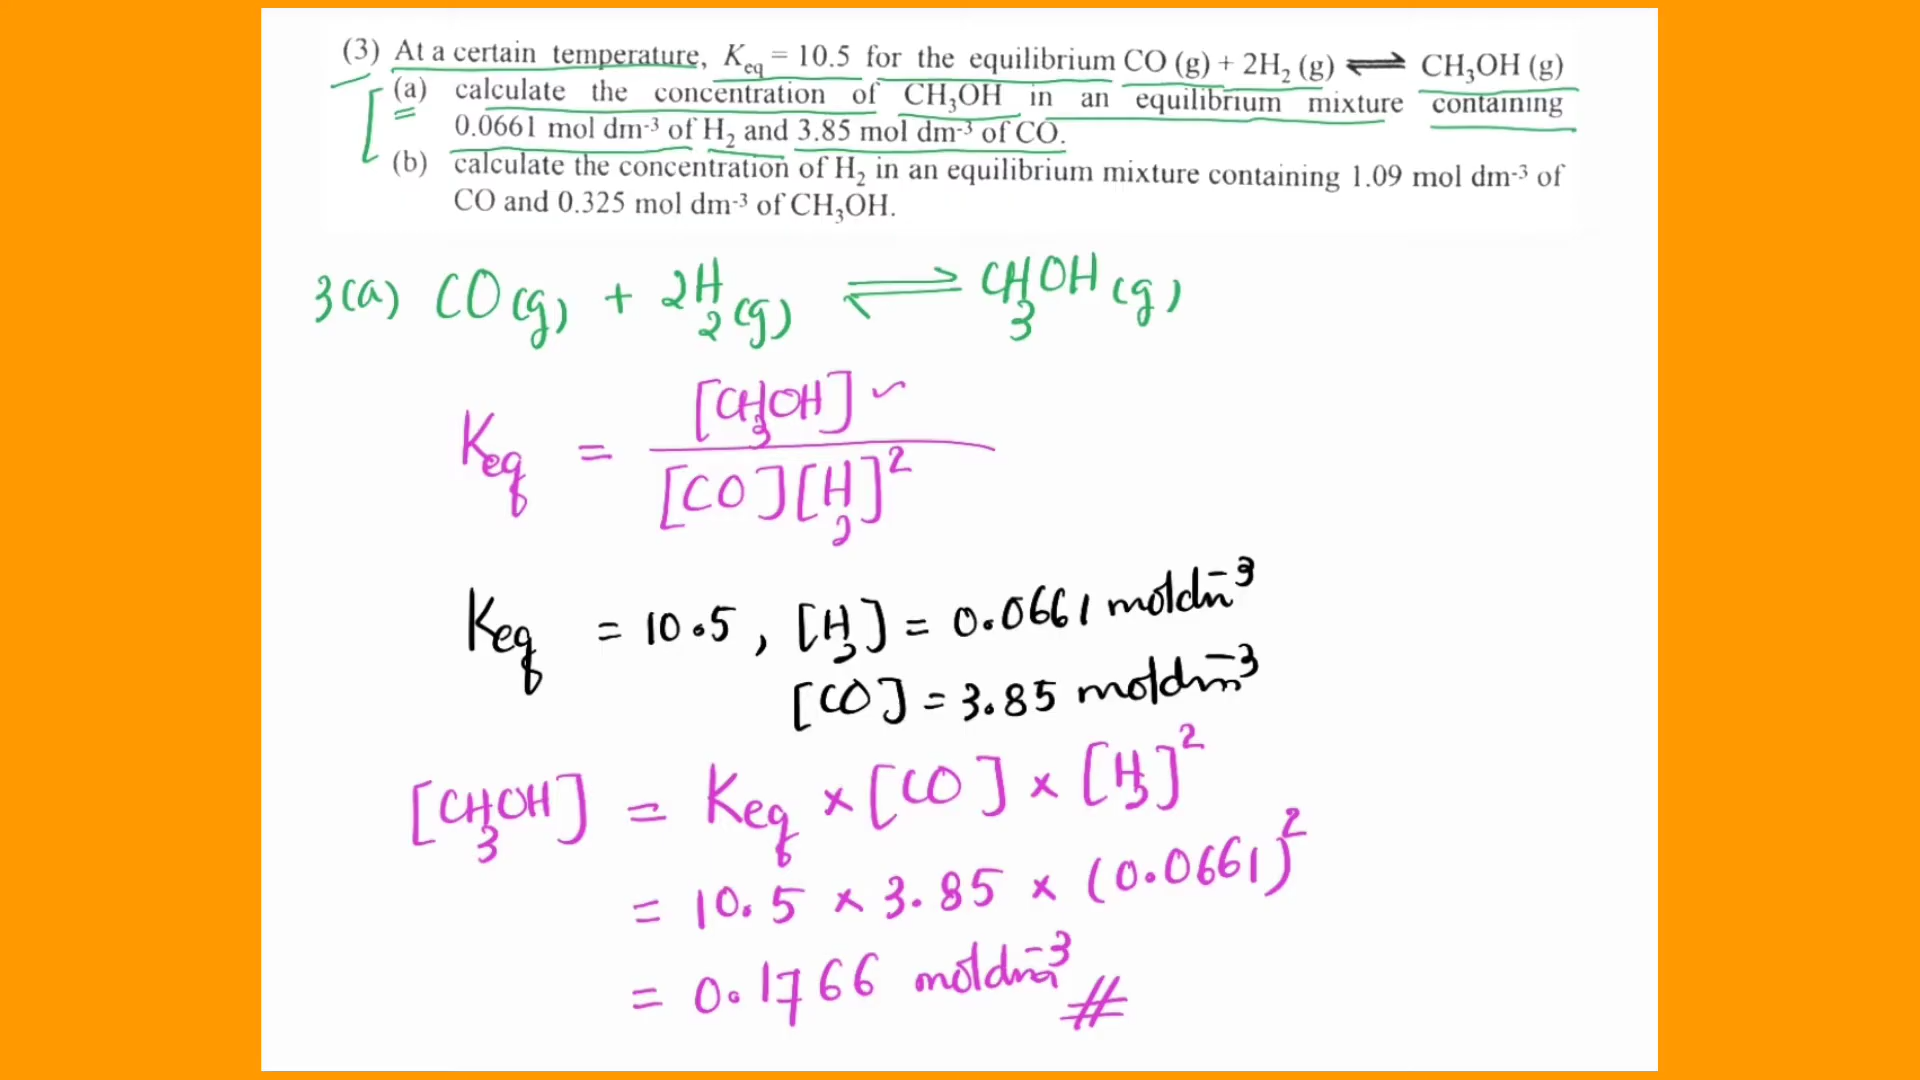 (3) At a certain temperature, Keq = 10.5 for the equilibrium CO (g) + 2H₂ (g) ⇌ CH₃OH (g)
(a) calculate the concentration of CH₃OH in an equilibrium mixture containing
0.0661 mol dm⁻³ of H₂ and 3.85 mol dm⁻³ of CO.
(b) calculate the concentration of H₂ in an equilibrium mixture containing 1.09 mol dm⁻³ of
CO and 0.325 mol dm⁻³ of CH₃OH.
3(a) CO(g) + 2H₂(g) ⇌ CH₃OH(g)
Keq = [CH₃OH] ✓ / [CO][H₂]²
Keq = 10.5, [H₂] = 0.0661 moldm⁻³
[CO] = 3.85 moldm⁻³
[CH₃OH] = Keq × [CO] × [H₂]²
= 10.5 × 3.85 × (0.0661)²
= 0.1766 moldm⁻³ #